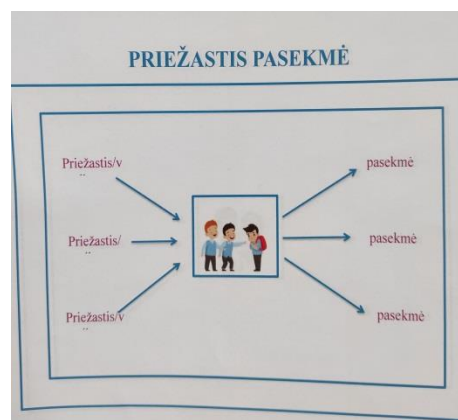 PRIEŽASTIS PASEKMĖ
Priežastis/v
pasekmė
Priežastis/
pasekmė
Priežastis/v
pasekmė